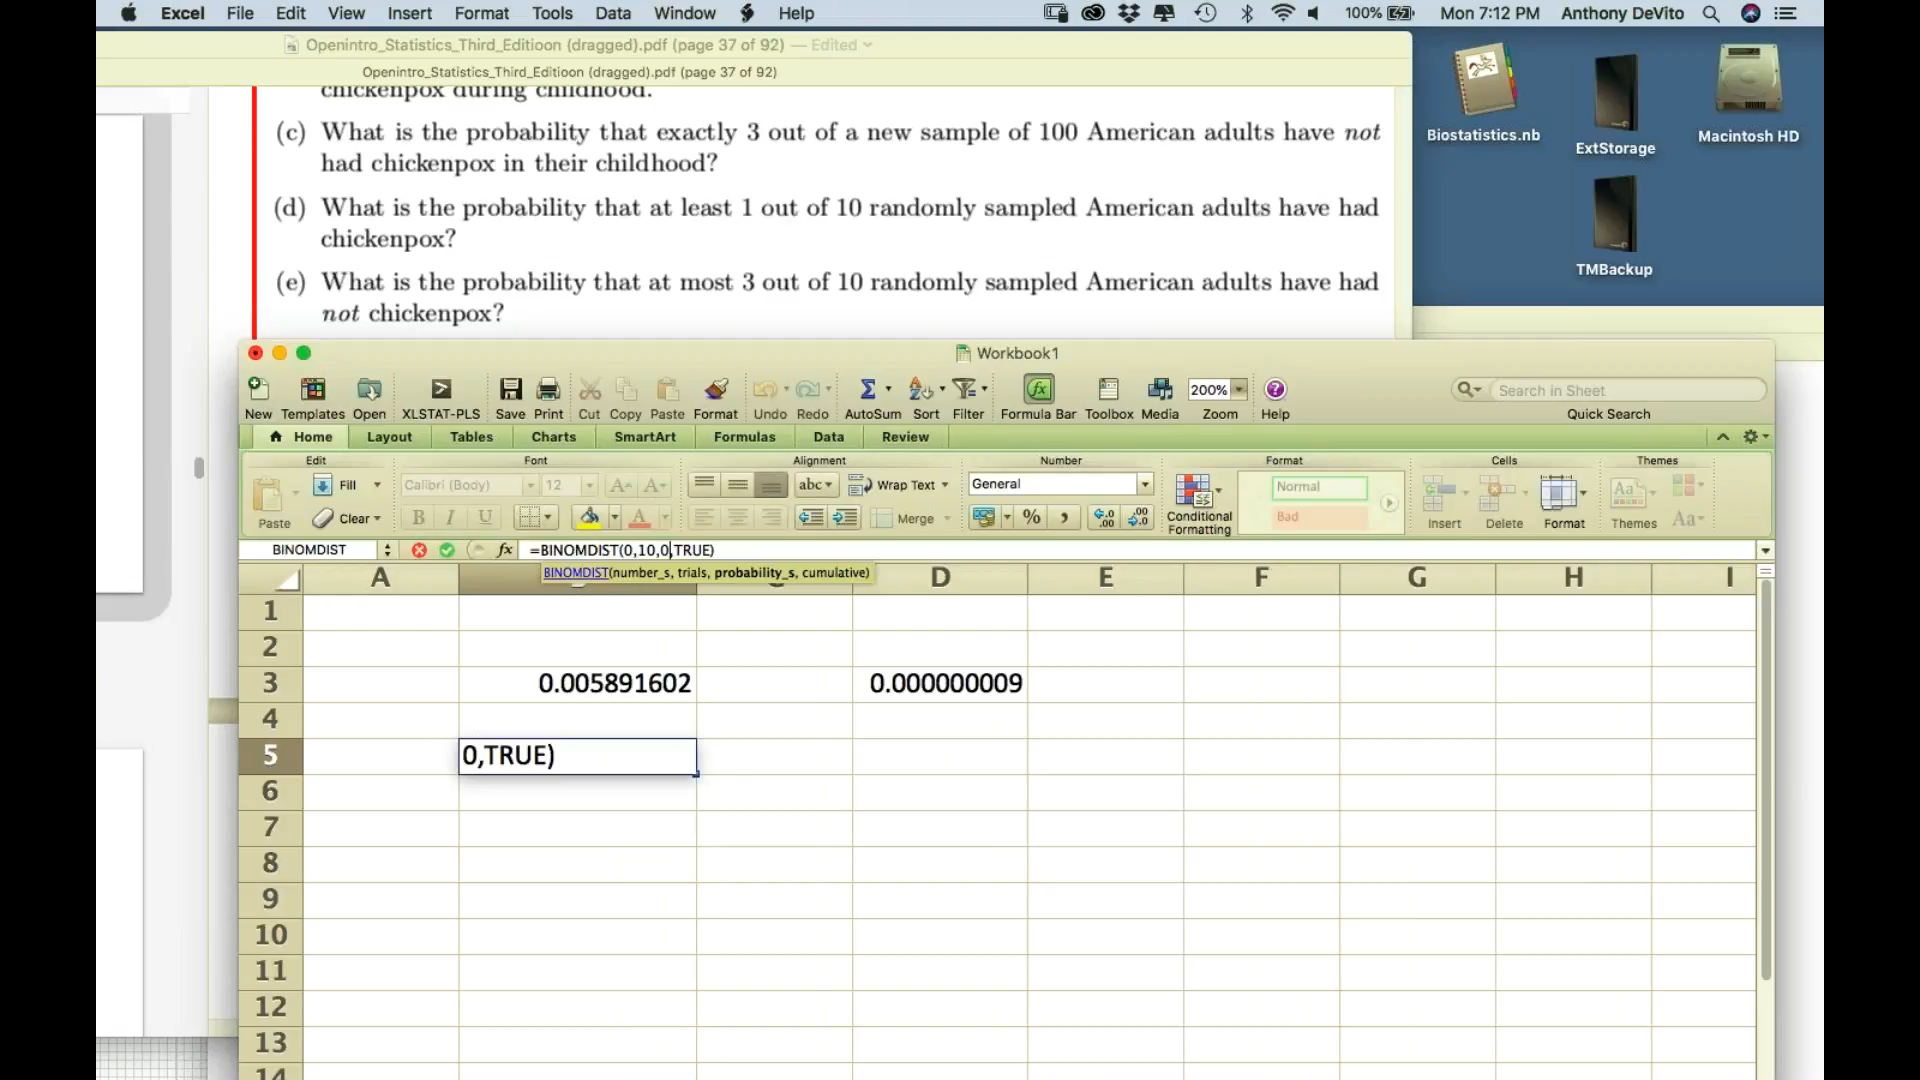 Excel File Edit View Insert Format Tools Data Window Help 100% Mon 7:12 PM Anthony DeVito
Openintro_Statistics_Third_Editioon (dragged).pdf (page 37 of 92) — Edited
Openintro_Statistics_Third_Editioon (dragged).pdf (page 37 of 92)
chickenpox during childhood.
(c) What is the probability that exactly 3 out of a new sample of 100 American adults have not
had chickenpox in their childhood?
(d) What is the probability that at least 1 out of 10 randomly sampled American adults have had
chickenpox?
(e) What is the probability that at most 3 out of 10 randomly sampled American adults have had
not chickenpox?
Biostatistics.nb
ExtStorage
Macintosh HD
TMBackup
Workbook1
200% Search in Sheet
New Templates Open XLSTAT-PLS Save Print Cut Copy Paste Format Undo Redo AutoSum Sort Filter Formula Bar Toolbox Media Zoom Help Quick Search
Home Layout Tables Charts SmartArt Formulas Data Review
Edit Font Alignment Number Format Cells Themes
Fill Calibri (Body) 12 A A abc Wrap Text General Normal
Paste Clear B I U A Merge % Conditional Formatting Bad Insert Delete Format Themes Aa
BINOMDIST fx =BINOMDIST(0,10,0,TRUE)
BINOMDIST(number_s, trials, probability_s, cumulative)
A D E F G H I
1
2
3 0.005891602 0.000000009
4
5 0,TRUE)
6
7
8
9
10
11
12
13
14